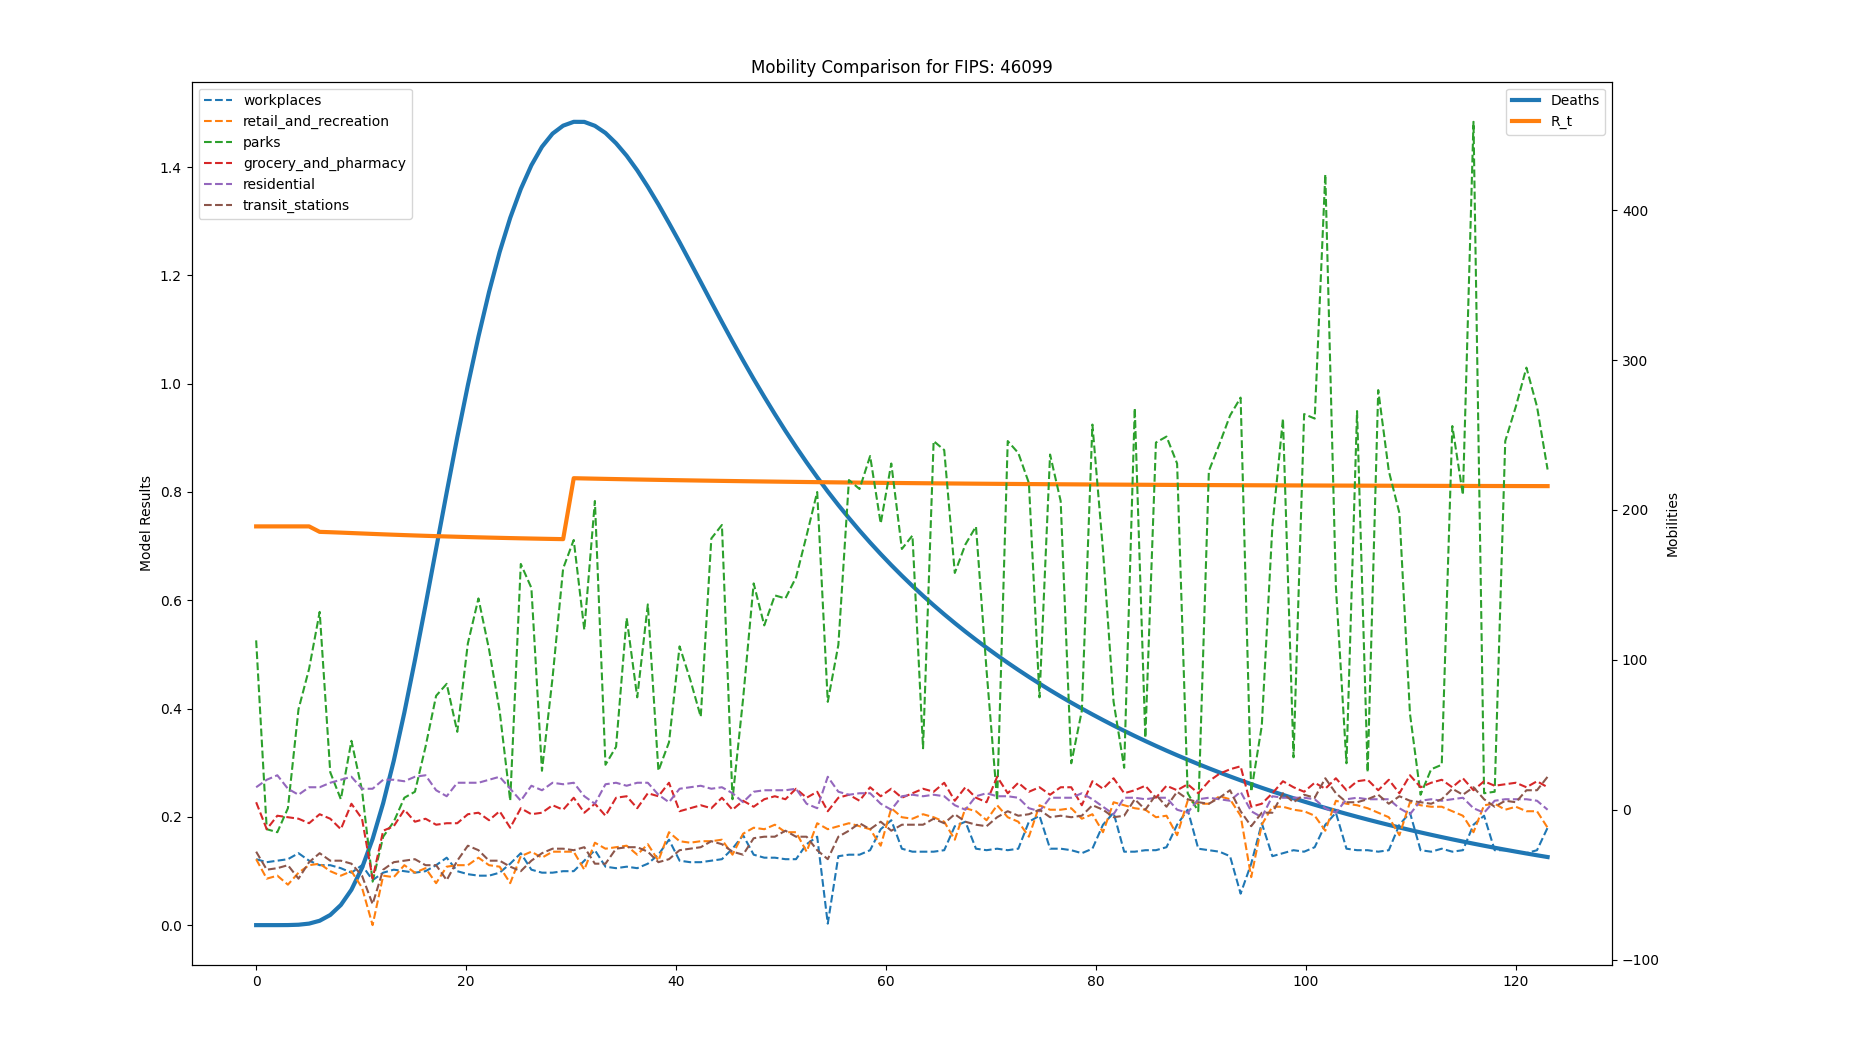 Mobility Comparison for FIPS: 46099
workplaces
retail_and_recreation
parks
grocery_and_pharmacy
residential
transit_stations
Deaths
R_t
Model Results
1.4
1.2
1.0
0.8
0.6
0.4
0.2
0.0
Mobilities
400
300
200
100
0
−100
0 20 40 60 80 100 120